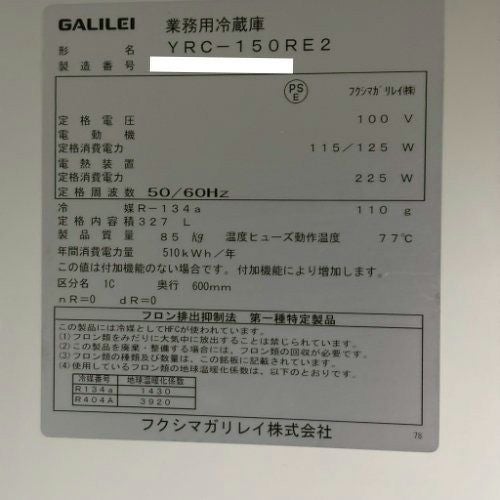 GALILEI 業務用冷蔵庫
形名 YRC-150RE2
製造番号
PSE フクシマガリレイ(株)
定格電圧 100 V
電動機
定格消費電力 115/125 W
電熱装置
定格消費電力 225 W
定格周波数 50/60Hz
冷媒 R-134a 110 g
定格内容積 327 L
製品質量 85 kg 温度ヒューズ動作温度 77℃
年間消費電力量 510kWh/年
この値は付加機能のない場合です。付加機能により増加します。
区分名 1C 奥行 600mm
nR=0 dR=0
フロン排出抑制法 第一種特定製品
この製品には冷媒としてHFCが使われています。
(1)フロン類をみだりに大気中に放出することは禁じられています。
(2)この製品を廃棄・整備する場合には、フロン類の回収が必要です。
(3)フロン類の種類及び数量は、この銘板に記載されています。
(4)使用しているフロン類の地球温暖化係数は、以下のとおりです。
冷媒番号 地球温暖化係数
R134a 1430
R404A 3920
フクシマガリレイ株式会社
78